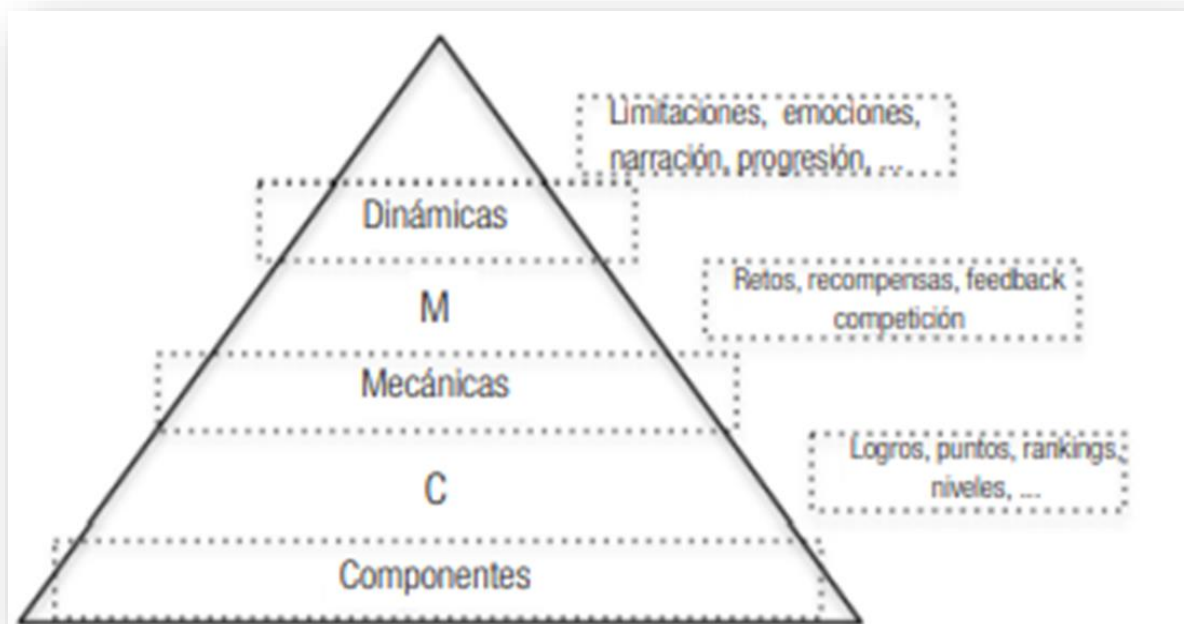 Limitaciones, emociones,
narración, progresión, ...
Dinámicas
Retos, recompensas, feedback
competición
M
Mecánicas
Logros, puntos, rankings,
niveles, ...
C
Componentes